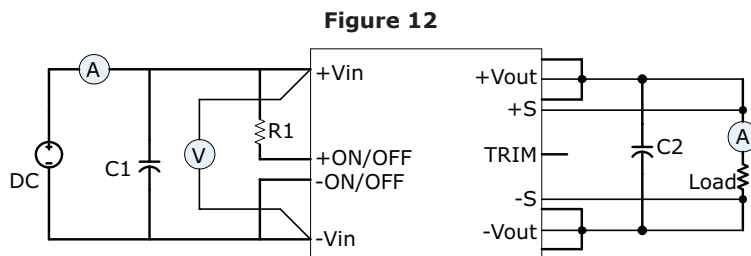 Figure 12
A
+Vin
+Vout
+S
A
R1
DC
C1
V
+ON/OFF
-ON/OFF
TRIM
C2
Load
-S
-Vin
-Vout